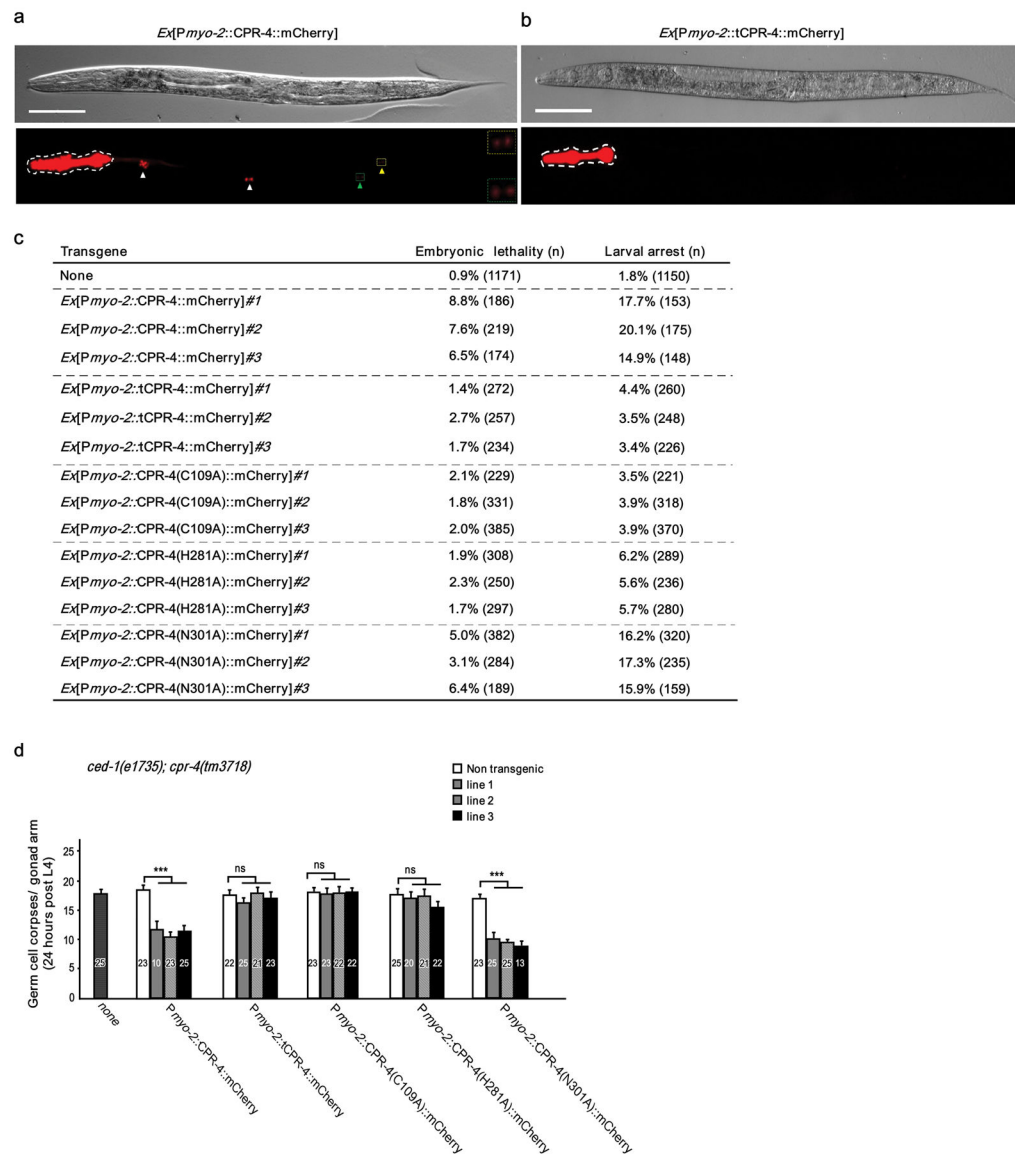 a
b
Ex[Pmyo-2::CPR-4::mCherry]
Ex[Pmyo-2::tCPR-4::mCherry]
c
Transgene Embryonic lethality (n) Larval arrest (n)
None 0.9% (1171) 1.8% (1150)
Ex[Pmyo-2::CPR-4::mCherry]#1 8.8% (186) 17.7% (153)
Ex[Pmyo-2::CPR-4::mCherry]#2 7.6% (219) 20.1% (175)
Ex[Pmyo-2::CPR-4::mCherry]#3 6.5% (174) 14.9% (148)
Ex[Pmyo-2::tCPR-4::mCherry]#1 1.4% (272) 4.4% (260)
Ex[Pmyo-2::tCPR-4::mCherry]#2 2.7% (257) 3.5% (248)
Ex[Pmyo-2::tCPR-4::mCherry]#3 1.7% (234) 3.4% (226)
Ex[Pmyo-2::CPR-4(C109A)::mCherry]#1 2.1% (229) 3.5% (221)
Ex[Pmyo-2::CPR-4(C109A)::mCherry]#2 1.8% (331) 3.9% (318)
Ex[Pmyo-2::CPR-4(C109A)::mCherry]#3 2.0% (385) 3.9% (370)
Ex[Pmyo-2::CPR-4(H281A)::mCherry]#1 1.9% (308) 6.2% (289)
Ex[Pmyo-2::CPR-4(H281A)::mCherry]#2 2.3% (250) 5.6% (236)
Ex[Pmyo-2::CPR-4(H281A)::mCherry]#3 1.7% (297) 5.7% (280)
Ex[Pmyo-2::CPR-4(N301A)::mCherry]#1 5.0% (382) 16.2% (320)
Ex[Pmyo-2::CPR-4(N301A)::mCherry]#2 3.1% (284) 17.3% (235)
Ex[Pmyo-2::CPR-4(N301A)::mCherry]#3 6.4% (189) 15.9% (159)
d
ced-1(e1735); cpr-4(tm3718)
Non transgenic
line 1
line 2
line 3
Germ cell corpses/ gonad arm
(24 hours post L4)
25
20
15
10
5
0
*** ns ns ns ***
25 23 10 23 25 22 25 21 23 23 23 22 22 25 20 21 22 23 25 25 13
none
Pmyo-2::CPR-4::mCherry
Pmyo-2::tCPR-4::mCherry
Pmyo-2::CPR-4(C109A)::mCherry
Pmyo-2::CPR-4(H281A)::mCherry
Pmyo-2::CPR-4(N301A)::mCherry